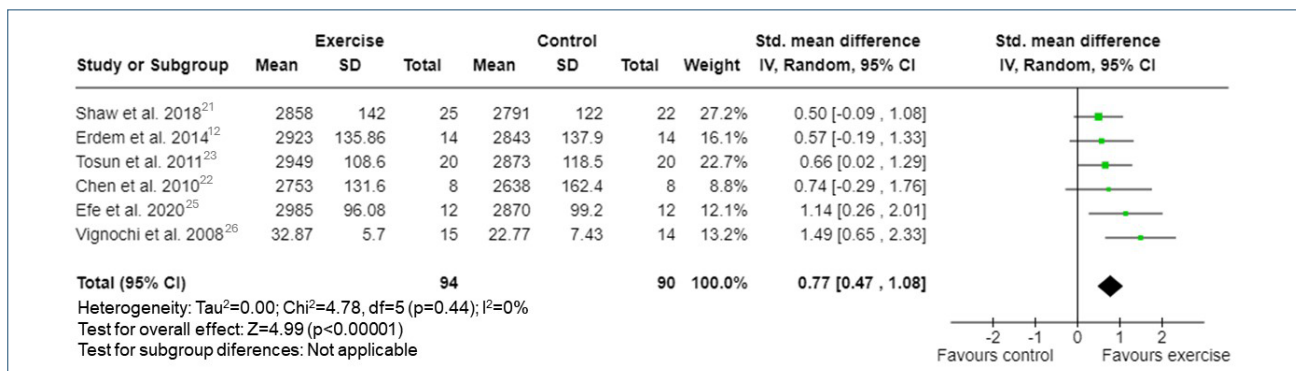 Exercise Control Std. mean difference Std. mean difference
Study or Subgroup Mean SD Total Mean SD Total Weight IV, Random, 95% CI IV, Random, 95% CI
Shaw et al. 2018²¹ 2858 142 25 2791 122 22 27.2% 0.50 [-0.09 , 1.08]
Erdem et al. 2014¹² 2923 135.86 14 2843 137.9 14 16.1% 0.57 [-0.19 , 1.33]
Tosun et al. 2011²³ 2949 108.6 20 2873 118.5 20 22.7% 0.66 [0.02 , 1.29]
Chen et al. 2010²² 2753 131.6 8 2638 162.4 8 8.8% 0.74 [-0.29 , 1.76]
Efe et al. 2020²⁵ 2985 96.08 12 2870 99.2 12 12.1% 1.14 [0.26 , 2.01]
Vignochi et al. 2008²⁶ 32.87 5.7 15 22.77 7.43 14 13.2% 1.49 [0.65 , 2.33]
Total (95% CI) 94 90 100.0% 0.77 [0.47 , 1.08]
Heterogeneity: Tau²=0.00; Chi²=4.78, df=5 (p=0.44); I²=0%
Test for overall effect: Z=4.99 (p<0.00001)
Test for subgroup diferences: Not applicable
-2 -1 0 1 2
Favours control Favours exercise